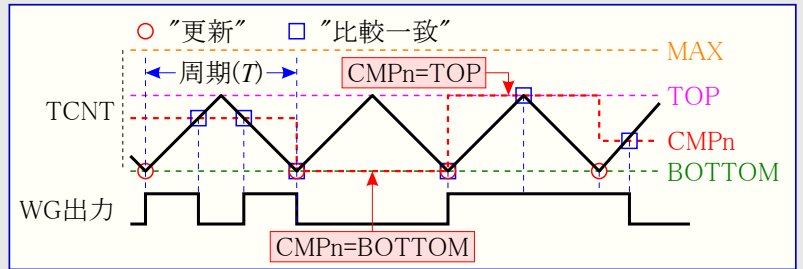 "更新" "比較一致"
MAX
周期(T)
CMPn=TOP
TOP
TCNT
CMPn
BOTTOM
WG出力
CMPn=BOTTOM